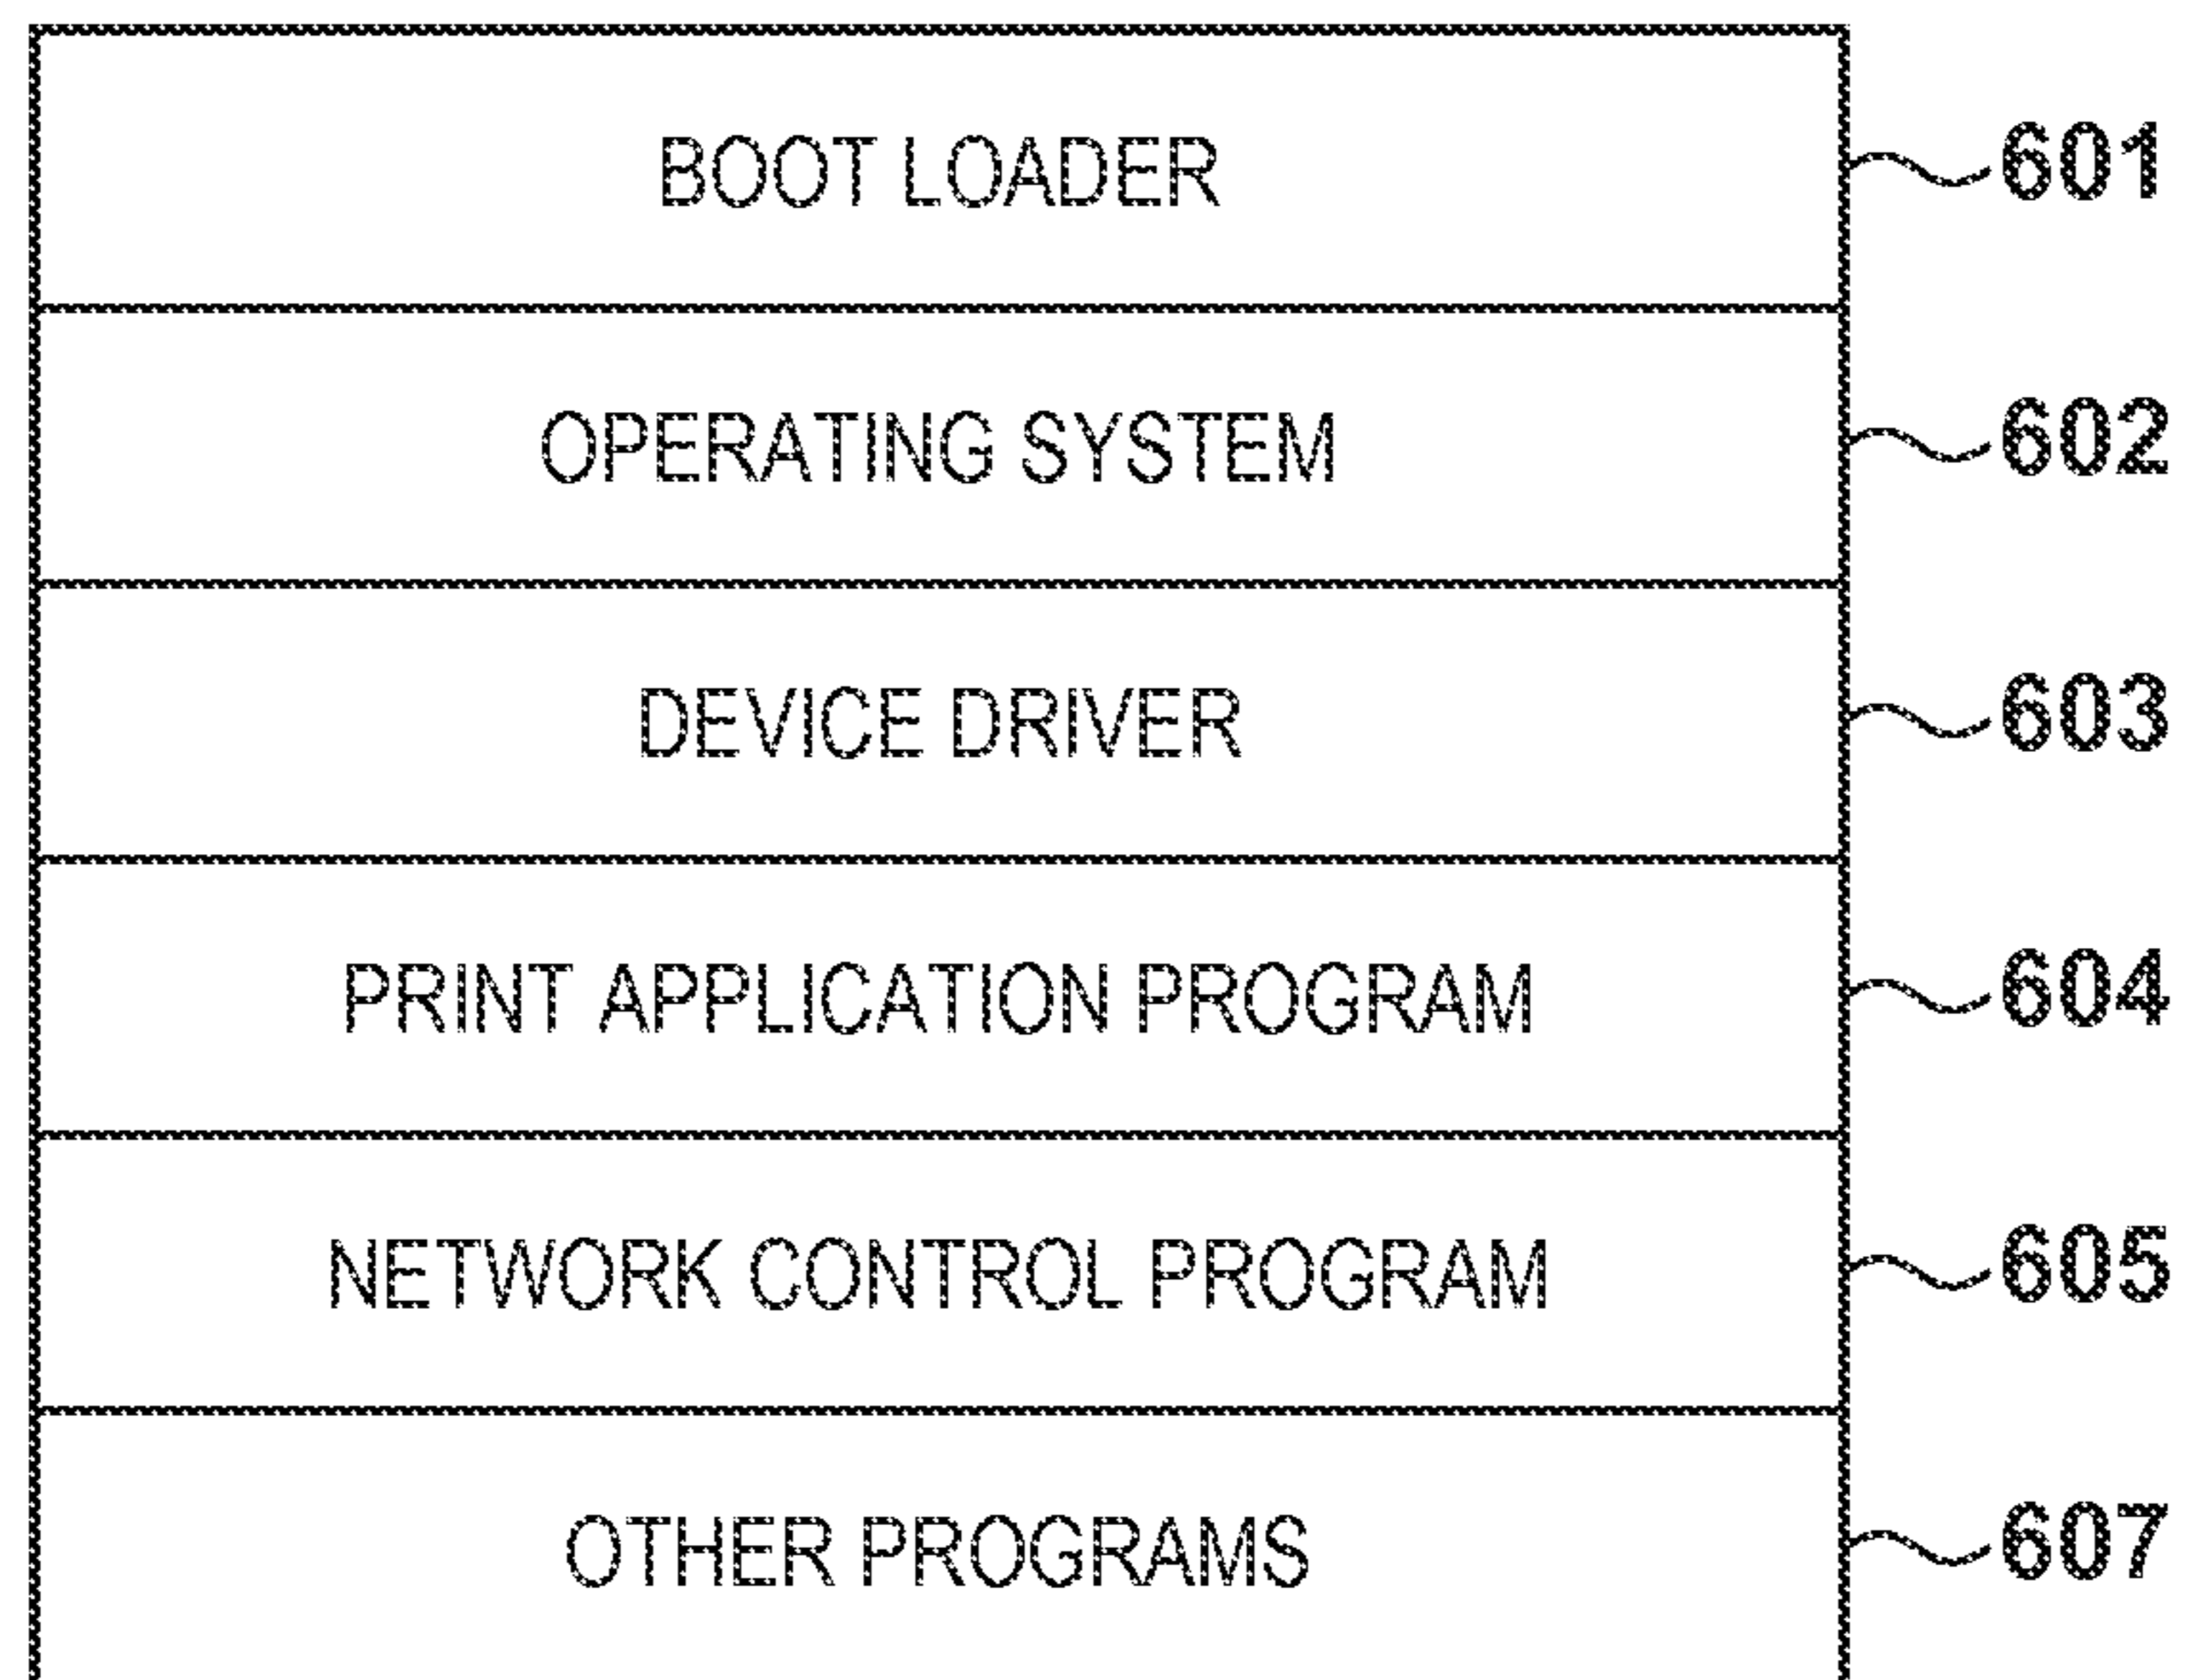 BOOT LOADER 601
OPERATING SYSTEM 602
DEVICE DRIVER 603
PRINT APPLICATION PROGRAM 604
NETWORK CONTROL PROGRAM 605
OTHER PROGRAMS 607